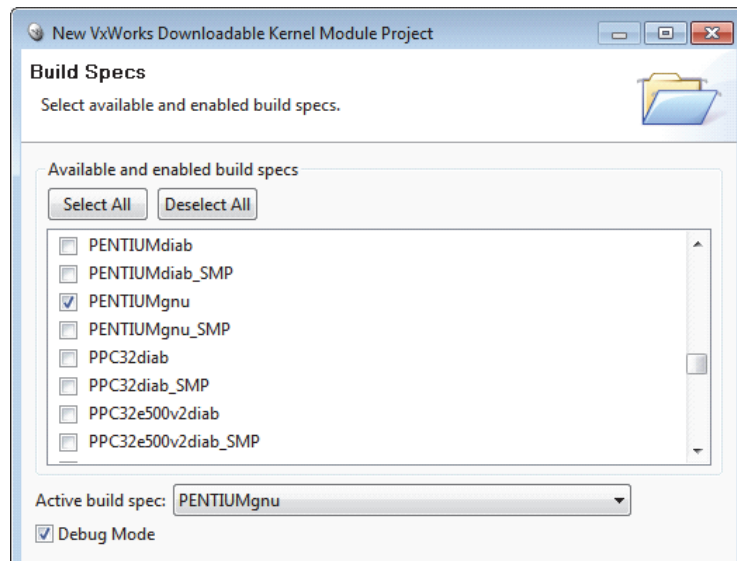 New VxWorks Downloadable Kernel Module Project
Build Specs
Select available and enabled build specs.
Available and enabled build specs
Select All Deselect All
PENTIUMdiab
PENTIUMdiab_SMP
PENTIUMgnu
PENTIUMgnu_SMP
PPC32diab
PPC32diab_SMP
PPC32e500v2diab
PPC32e500v2diab_SMP
Active build spec: PENTIUMgnu
Debug Mode